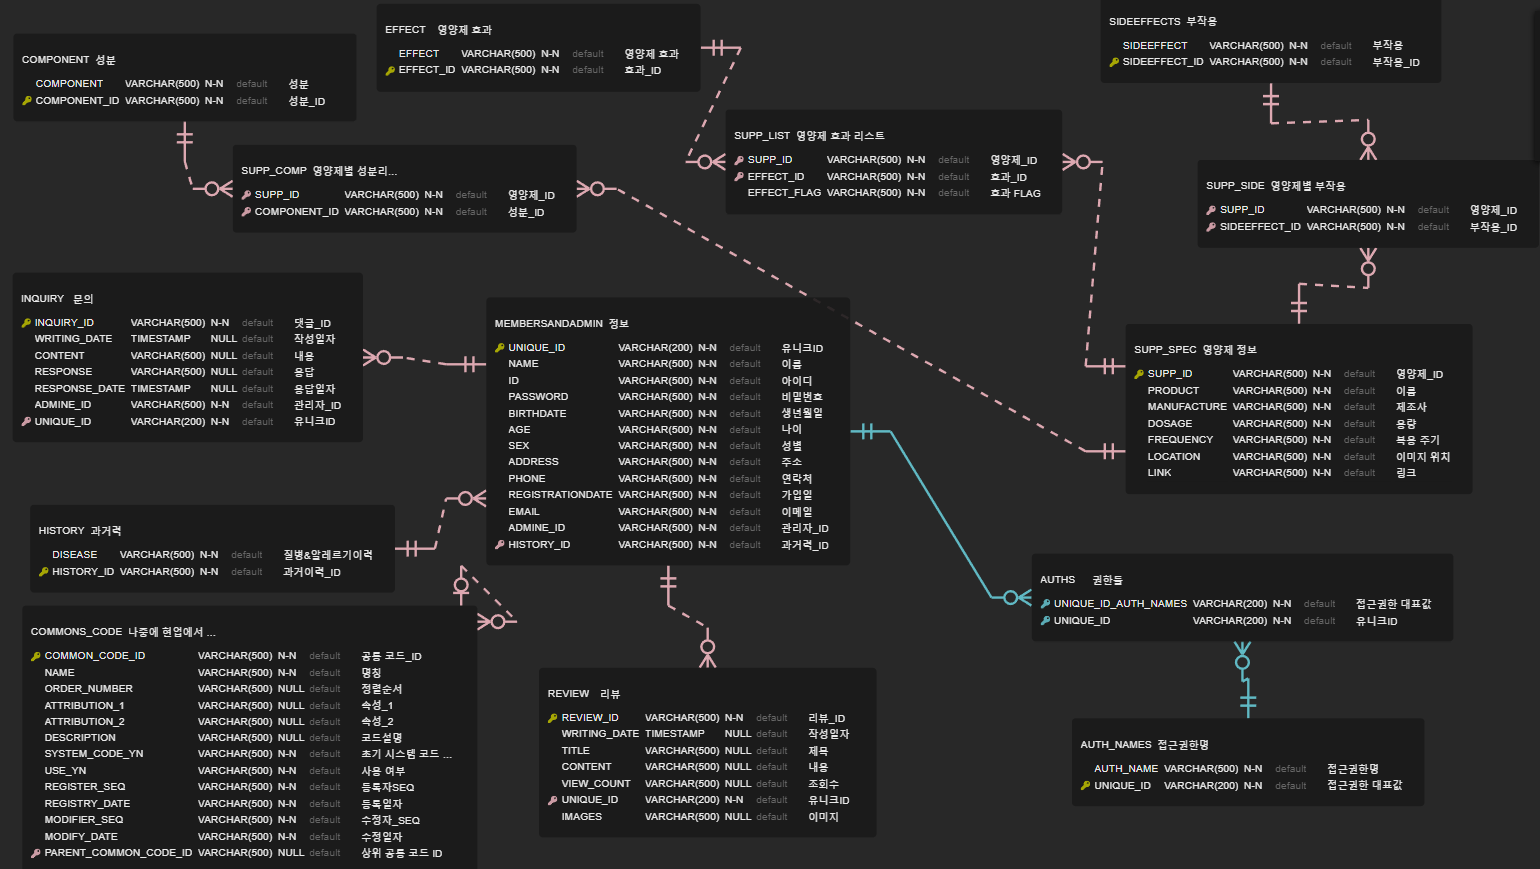 COMPONENT 성분
COMPONENT VARCHAR(500) N-N default 성분
COMPONENT_ID VARCHAR(500) N-N default 성분_ID
EFFECT 영양제 효과
EFFECT VARCHAR(500) N-N default 영양제 효과
EFFECT_ID VARCHAR(500) N-N default 효과_ID
SIDEEFFECTS 부작용
SIDEEFFECT VARCHAR(500) N-N default 부작용
SIDEEFFECT_ID VARCHAR(500) N-N default 부작용_ID
SUPP_COMP 영양제별 성분리...
SUPP_ID VARCHAR(500) N-N default 영양제_ID
COMPONENT_ID VARCHAR(500) N-N default 성분_ID
SUPP_LIST 영양제 효과 리스트
SUPP_ID VARCHAR(500) N-N default 영양제_ID
EFFECT_ID VARCHAR(500) N-N default 효과_ID
EFFECT_FLAG VARCHAR(500) N-N default 효과 FLAG
SUPP_SIDE 영양제별 부작용
SUPP_ID VARCHAR(500) N-N default 영양제_ID
SIDEEFFECT_ID VARCHAR(500) N-N default 부작용_ID
INQUIRY 문의
INQUIRY_ID VARCHAR(500) N-N default 댓글_ID
WRITING_DATE TIMESTAMP NULL default 작성일자
CONTENT VARCHAR(500) NULL default 내용
RESPONSE VARCHAR(500) NULL default 응답
RESPONSE_DATE TIMESTAMP NULL default 응답일자
ADMINE_ID VARCHAR(500) N-N default 관리자_ID
UNIQUE_ID VARCHAR(200) N-N default 유니크ID
MEMBERSANDADMIN 정보
UNIQUE_ID VARCHAR(200) N-N default 유니크ID
NAME VARCHAR(500) N-N default 이름
ID VARCHAR(500) N-N default 아이디
PASSWORD VARCHAR(500) N-N default 비밀번호
BIRTHDATE VARCHAR(500) N-N default 생년월일
AGE VARCHAR(500) N-N default 나이
SEX VARCHAR(500) N-N default 성별
ADDRESS VARCHAR(500) N-N default 주소
PHONE VARCHAR(500) N-N default 연락처
REGISTRATIONDATE VARCHAR(500) N-N default 가입일
EMAIL VARCHAR(500) N-N default 이메일
ADMINE_ID VARCHAR(500) N-N default 관리자_ID
HISTORY_ID VARCHAR(500) N-N default 과거력_ID
SUPP_SPEC 영양제 정보
SUPP_ID VARCHAR(500) N-N default 영양제_ID
PRODUCT VARCHAR(500) N-N default 이름
MANUFACTURE VARCHAR(500) N-N default 제조사
DOSAGE VARCHAR(500) N-N default 용량
FREQUENCY VARCHAR(500) N-N default 복용 주기
LOCATION VARCHAR(500) N-N default 이미지 위치
LINK VARCHAR(500) N-N default 링크
HISTORY 과거력
DISEASE VARCHAR(500) N-N default 질병&알레르기이력
HISTORY_ID VARCHAR(500) N-N default 과거이력_ID
AUTHS 권한들
UNIQUE_ID_AUTH_NAMES VARCHAR(200) N-N default 접근권한 대표값
UNIQUE_ID VARCHAR(200) N-N default 유니크ID
COMMONS_CODE 나중에 현업에서 ...
COMMON_CODE_ID VARCHAR(500) N-N default 공통 코드_ID
NAME VARCHAR(500) N-N default 명칭
ORDER_NUMBER VARCHAR(500) NULL default 정렬순서
ATTRIBUTION_1 VARCHAR(500) NULL default 속성_1
ATTRIBUTION_2 VARCHAR(500) NULL default 속성_2
DESCRIPTION VARCHAR(500) NULL default 코드설명
SYSTEM_CODE_YN VARCHAR(500) N-N default 초기 시스템 코드 ...
USE_YN VARCHAR(500) N-N default 사용 여부
REGISTER_SEQ VARCHAR(500) N-N default 등록자SEQ
REGISTRY_DATE VARCHAR(500) N-N default 등록일자
MODIFIER_SEQ VARCHAR(500) N-N default 수정자_SEQ
MODIFY_DATE VARCHAR(500) N-N default 수정일자
PARENT_COMMON_CODE_ID VARCHAR(500) NULL default 상위 공통 코드 ID
REVIEW 리뷰
REVIEW_ID VARCHAR(500) N-N default 리뷰_ID
WRITING_DATE TIMESTAMP NULL default 작성일자
TITLE VARCHAR(500) NULL default 제목
CONTENT VARCHAR(500) NULL default 내용
VIEW_COUNT VARCHAR(500) NULL default 조회수
UNIQUE_ID VARCHAR(200) N-N default 유니크ID
IMAGES VARCHAR(500) NULL default 이미지
AUTH_NAMES 접근권한명
AUTH_NAME VARCHAR(500) N-N default 접근권한명
UNIQUE_ID VARCHAR(200) N-N default 접근권한 대표값